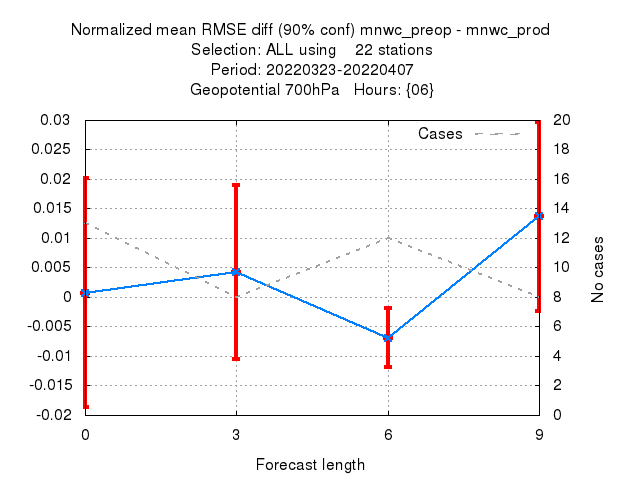 Normalized mean RMSE diff (90% conf) mnwc_preop - mnwc_prod
Selection: ALL using    22 stations
Period: 20220323-20220407
Geopotential 700hPa   Hours: {06}
0.03
0.025
0.02
0.015
0.01
0.005
0
-0.005
-0.01
-0.015
-0.02
Cases
20
18
16
14
12
10
8
6
4
2
0
No cases
0 3 6 9
Forecast length